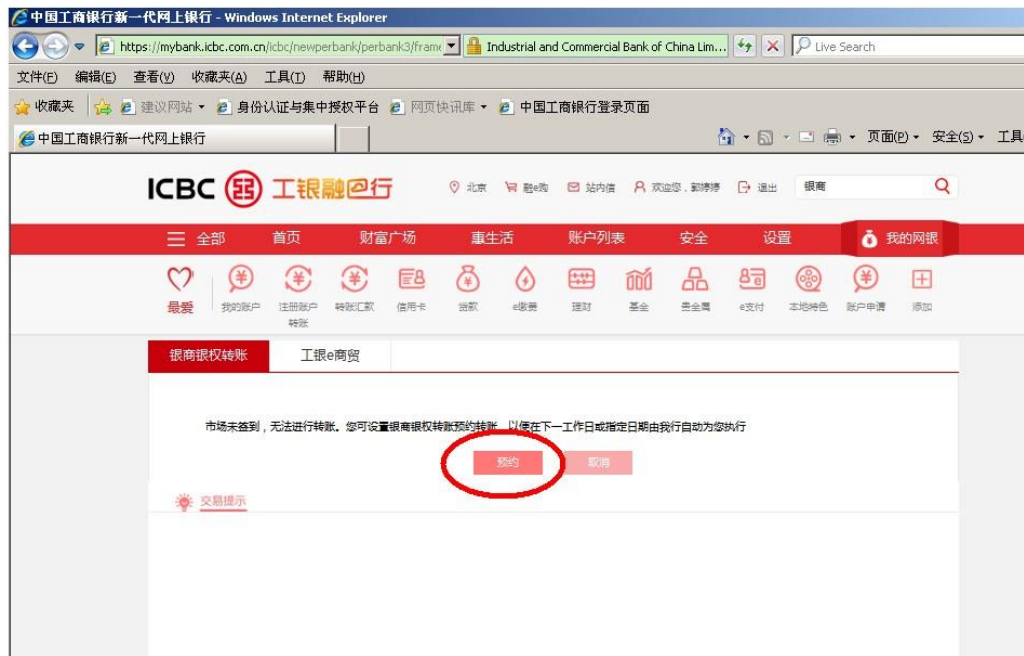 中国工商银行新一代网上银行 - Windows Internet Explorer
https://mybank.icbc.com.cn/icbc/newperbank/perbank3/frame Industrial and Commercial Bank of China Lim... Live Search
文件(F) 编辑(E) 查看(V) 收藏夹(A) 工具(T) 帮助(H)
收藏夹 建议网站 身份认证与集中授权平台 网页快讯库 中国工商银行登录页面
中国工商银行新一代网上银行 页面(P) 安全(S) 工具
ICBC 工银融e行 北京 融e购 站内信 欢迎您，郭婷婷 退出 银商
全部 首页 财富广场 惠生活 账户列表 安全 设置 我的网银
最爱 我的账户 注册账户转账 转账汇款 信用卡 贷款 e缴费 理财 基金 贵金属 e支付 本地特色 账户申请 添加
银商银权转账 工银e商贸
市场未签到，无法进行转账。您可设置银商银权转账预约转账，以便在下一工作日或指定日期由我行自动为您执行
预约 取消
交易提示